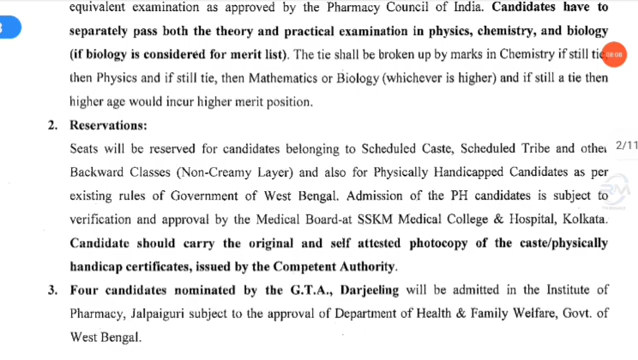 equivalent examination as approved by the Pharmacy Council of India. Candidates have to
separately pass both the theory and practical examination in physics, chemistry, and biology
(if biology is considered for merit list). The tie shall be broken up by marks in Chemistry if still tie
08:08
then Physics and if still tie, then Mathematics or Biology (whichever is higher) and if still a tie then
higher age would incur higher merit position.
2. Reservations:
Seats will be reserved for candidates belonging to Scheduled Caste, Scheduled Tribe and other
2/11
Backward Classes (Non-Creamy Layer) and also for Physically Handicapped Candidates as per
existing rules of Government of West Bengal. Admission of the PH candidates is subject to
verification and approval by the Medical Board-at SSKM Medical College & Hospital, Kolkata.
Candidate should carry the original and self attested photocopy of the caste/physically
handicap certificates, issued by the Competent Authority.
3. Four candidates nominated by the G.T.A., Darjeeling will be admitted in the Institute of
Pharmacy, Jalpaiguri subject to the approval of Department of Health & Family Welfare, Govt. of
West Bengal.